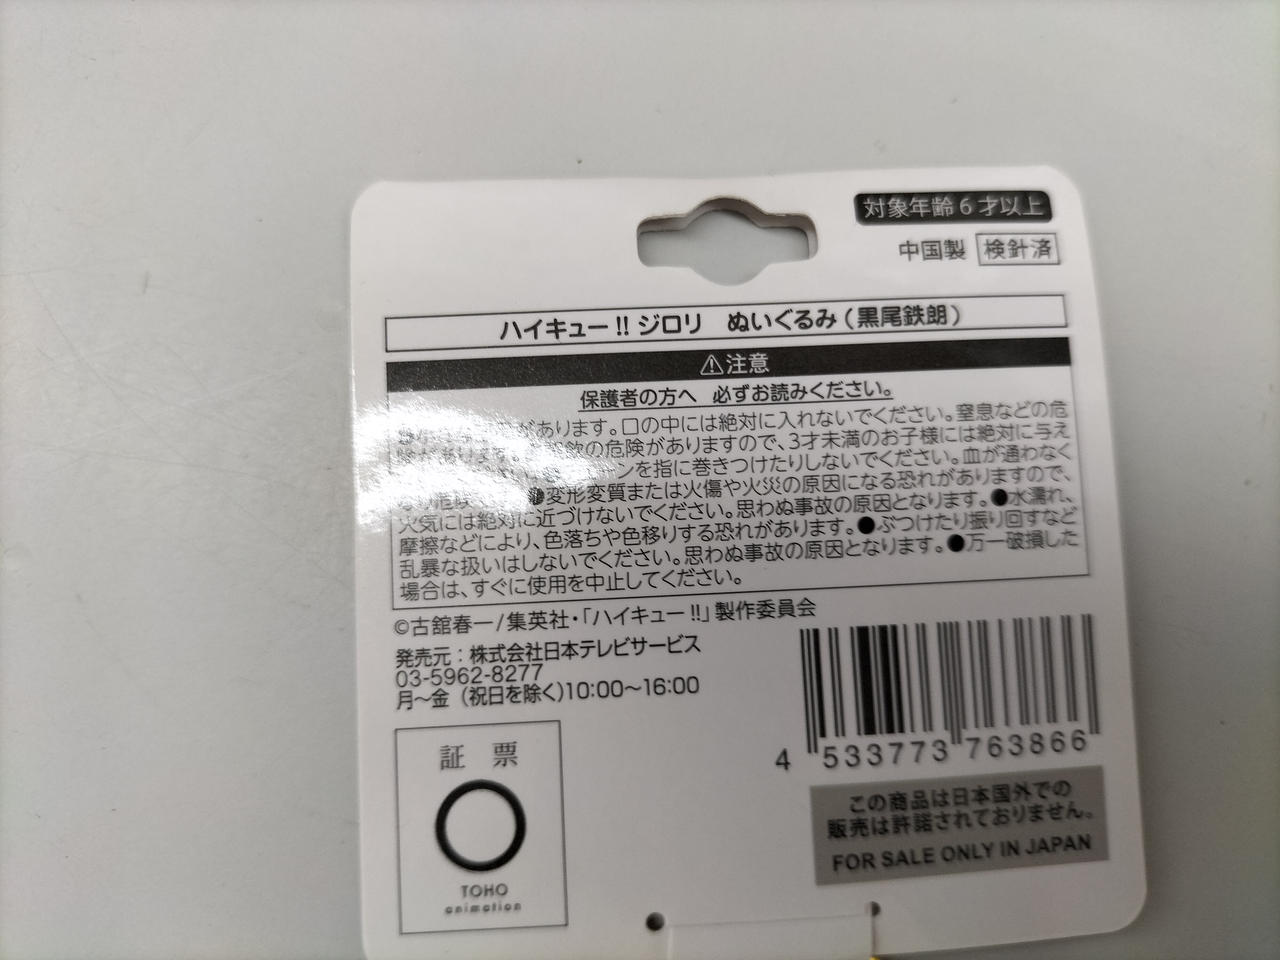 対象年齢6才以上
中国製 検針済
ハイキュー!! ジロリ ぬいぐるみ(黒尾鉄朗)
⚠注意
保護者の方へ 必ずお読みください。
があります。口の中には絶対に入れないでください。窒息などの危
険があります。 飲の危険がありますので、3才未満のお子様には絶対に与え
ーンを指に巻きつけたりしないでください。血が通わなく
●変形変質または火傷や火災の原因になる恐れがありますので、
火気には絶対に近づけないでください。思わぬ事故の原因となります。●水濡れ、
摩擦などにより、色落ちや色移りする恐れがあります。●ぶつけたり振り回すなど
乱暴な扱いはしないでください。思わぬ事故の原因となります。●万一破損した
場合は、すぐに使用を中止してください。
©古舘春一/集英社・「ハイキュー!!」製作委員会
発売元:株式会社日本テレビサービス
03-5962-8277
月～金(祝日を除く)10:00～16:00
証 票
TOHO
animation
4 533773 763866
この商品は日本国外での
販売は許諾されておりません。
FOR SALE ONLY IN JAPAN